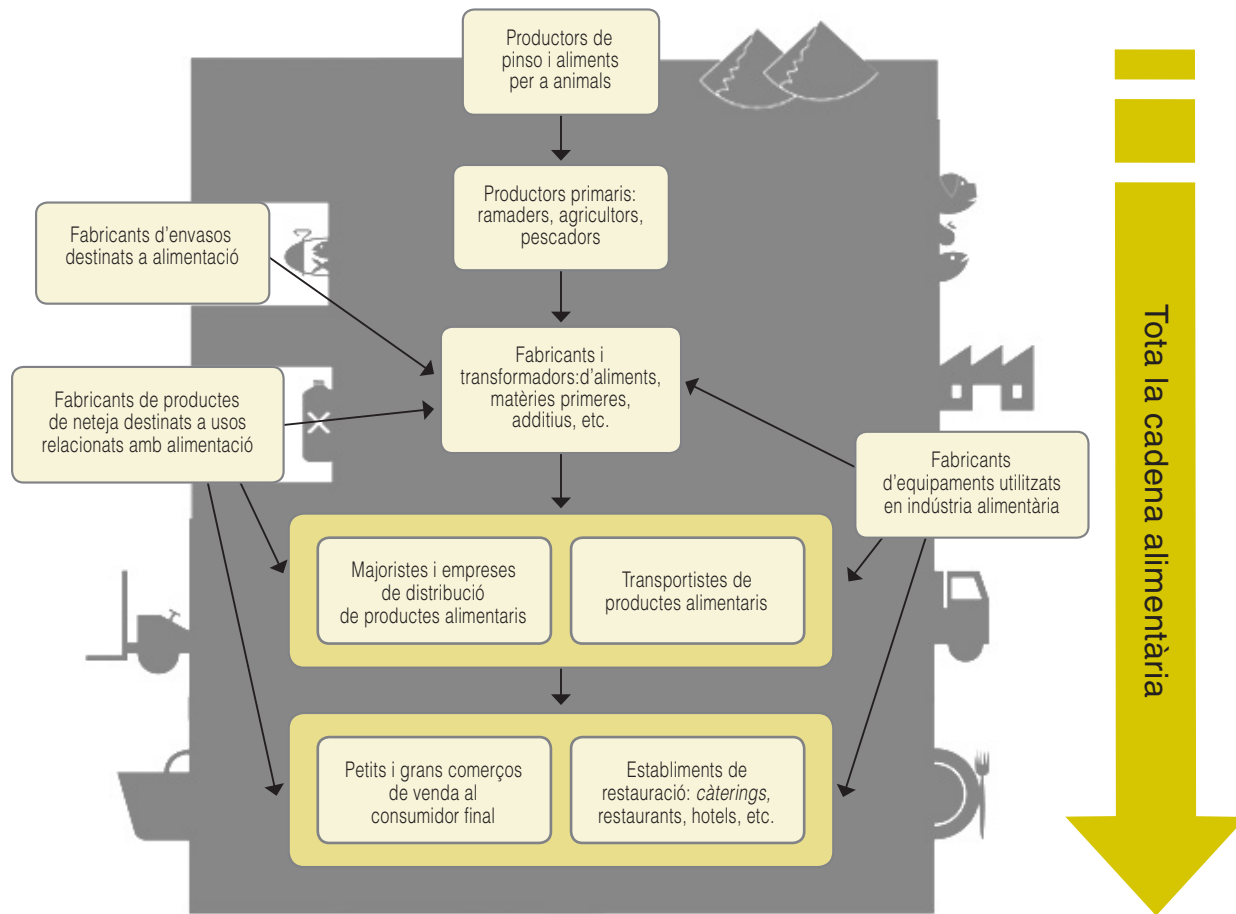 Productors de
pinso i aliments
per a animals
Productors primaris:
ramaders, agricultors,
pescadors
Fabricants d’envasos
destinats a alimentació
Fabricants i
transformadors:d’aliments,
matèries primeres,
additius, etc.
Fabricants de productes
de neteja destinats a usos
relacionats amb alimentació
Fabricants
d’equipaments utilitzats
en indústria alimentària
Majoristes i empreses
de distribució
de productes alimentaris
Transportistes de
productes alimentaris
Petits i grans comerços
de venda al
consumidor final
Establiments de
restauració: càterings,
restaurants, hotels, etc.
Tota la cadena alimentària